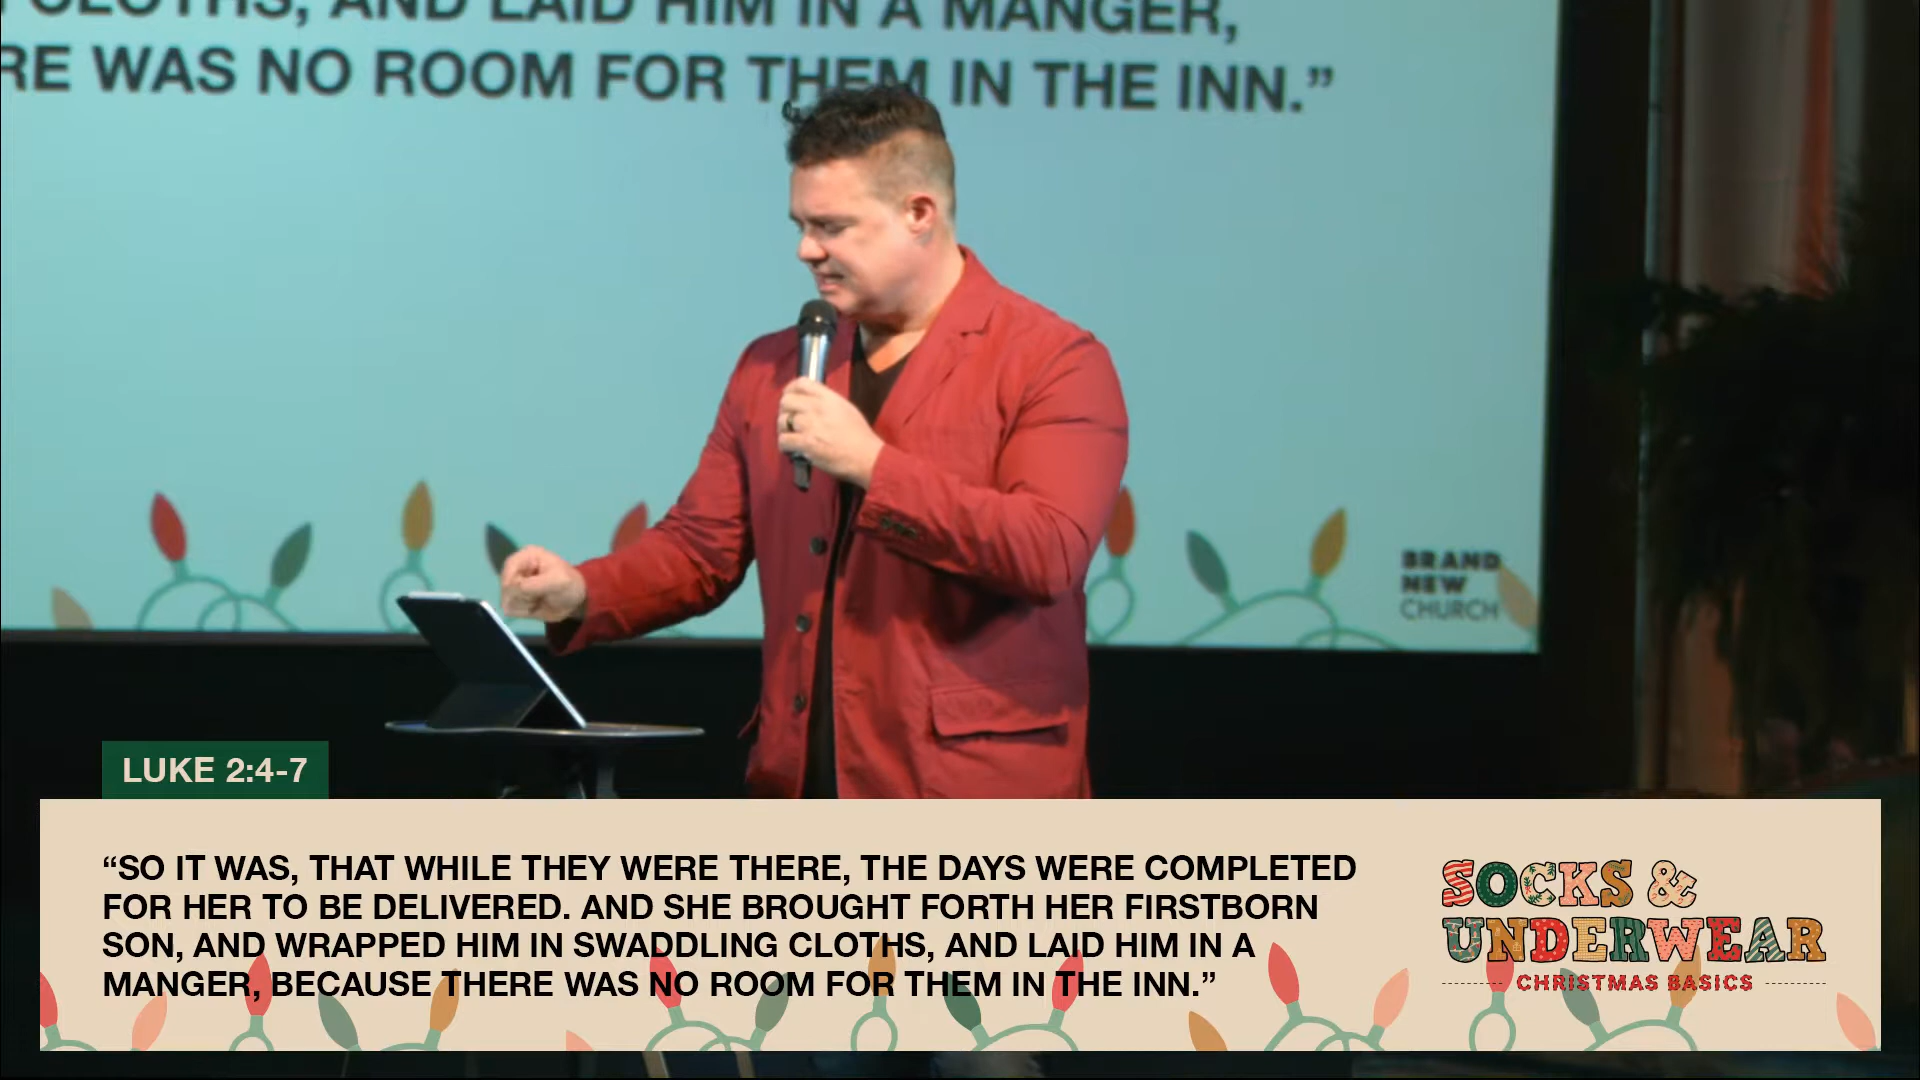 CLOTHS, AND LAID HIM IN A MANGER,
RE WAS NO ROOM FOR THEM IN THE INN.”
BRAND
NEW
CHURCH
LUKE 2:4-7
“SO IT WAS, THAT WHILE THEY WERE THERE, THE DAYS WERE COMPLETED
FOR HER TO BE DELIVERED. AND SHE BROUGHT FORTH HER FIRSTBORN
SON, AND WRAPPED HIM IN SWADDLING CLOTHS, AND LAID HIM IN A
MANGER, BECAUSE THERE WAS NO ROOM FOR THEM IN THE INN.”
SOCKS &
UNDERWEAR
CHRISTMAS BASICS